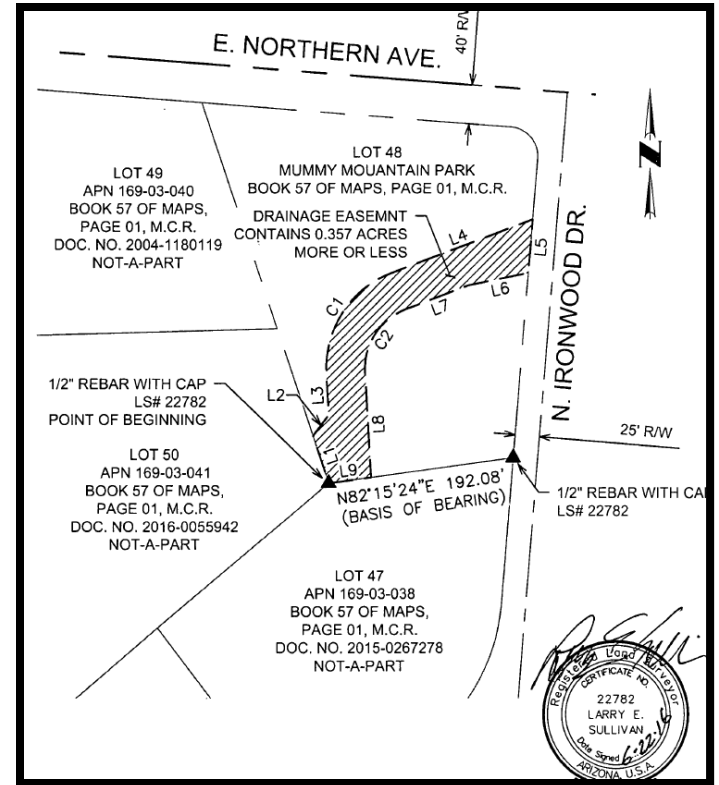 E. NORTHERN AVE.
40' R/W
LOT 49
APN 169-03-040
BOOK 57 OF MAPS,
PAGE 01, M.C.R.
DOC. NO. 2004-1180119
NOT-A-PART
LOT 48
MUMMY MOUANTAIN PARK
BOOK 57 OF MAPS, PAGE 01, M.C.R.
DRAINAGE EASEMNT
CONTAINS 0.357 ACRES
MORE OR LESS
N
L4
L5
L6
L7
C1
C2
N. IRONWOOD DR.
1/2" REBAR WITH CAP
LS# 22782
POINT OF BEGINNING
L2
L3
L8
L1
L9
25' R/W
LOT 50
APN 169-03-041
BOOK 57 OF MAPS,
PAGE 01, M.C.R.
DOC. NO. 2016-0055942
NOT-A-PART
N82°15'24"E 192.08'
(BASIS OF BEARING)
1/2" REBAR WITH CAP
LS# 22782
LOT 47
APN 169-03-038
BOOK 57 OF MAPS,
PAGE 01, M.C.R.
DOC. NO. 2015-0267278
NOT-A-PART
Registered Land Surveyor
CERTIFICATE NO.
22782
LARRY E.
SULLIVAN
Date Signed 6-22-16
ARIZONA, U.S.A.